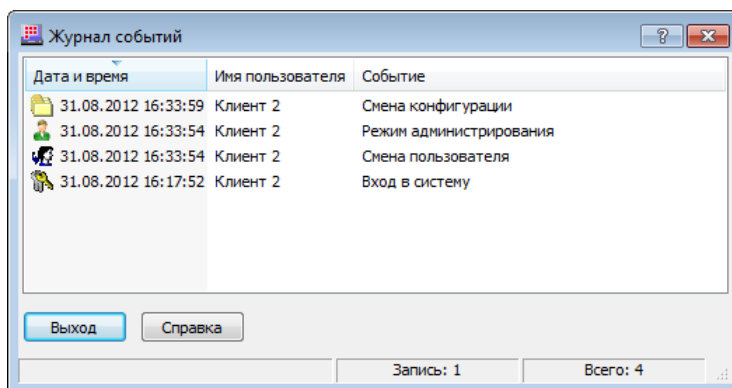 Журнал событий
Дата и время Имя пользователя Событие
31.08.2012 16:33:59 Клиент 2 Смена конфигурации
31.08.2012 16:33:54 Клиент 2 Режим администрирования
31.08.2012 16:33:54 Клиент 2 Смена пользователя
31.08.2012 16:17:52 Клиент 2 Вход в систему
Выход Справка
Запись: 1 Всего: 4